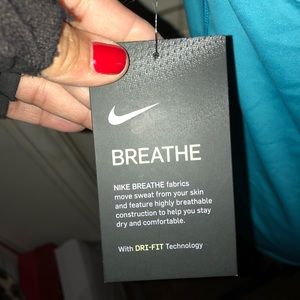 BREATHE
NIKE BREATHE fabrics
move sweat from your skin
and feature highly breathable
construction to help you stay
dry and comfortable.
With DRI-FIT Technology